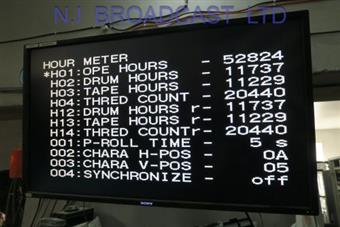 NJ BROADCAST LTD
HOUR METER - 52824
*H01:OPE HOURS - 11737
H02:DRUM HOURS - 11229
H03:TAPE HOURS - 20440
H04:THRED COUNT - 11737
H12:DRUM HOURS r- 11229
H13:TAPE HOURS r- 20440
H14:THRED COUNTr- 5 s
001:P-ROLL TIME - 0A
002:CHARA H-POS - 05
003:CHARA V-POS - off
004:SYNCHRONIZE -
SONY